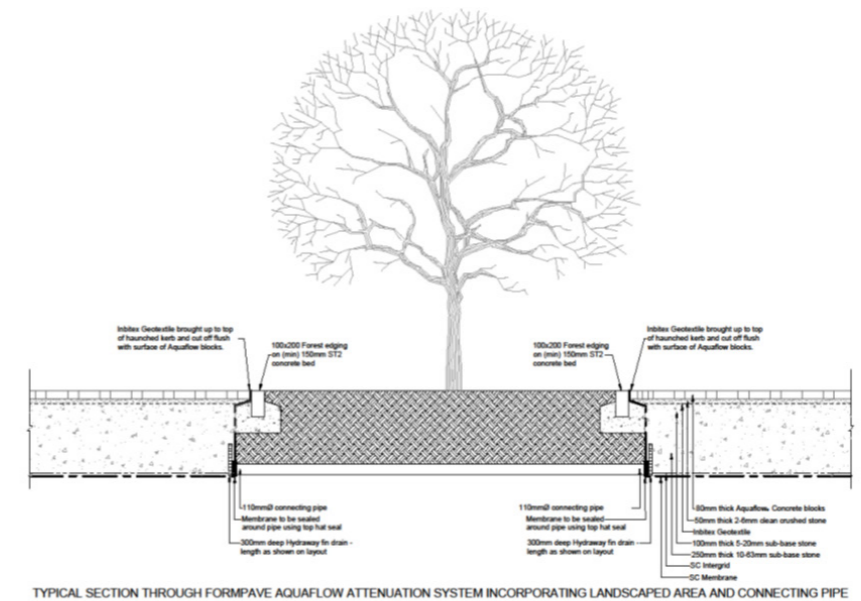 Inbitex Geotextile brought up to top
of haunched kerb and cut off flush
with surface of Aquaflow blocks.
100x200 Forest edging
on (min) 150mm ST2
concrete bed
100x200 Forest edging
on (min) 150mm ST2
concrete bed
Inbitex Geotextile brought up to top
of haunched kerb and cut off flush
with surface of Aquaflow blocks.
110mmØ connecting pipe
Membrane to be sealed
around pipe using top hat seal
300mm deep Hydraway fin drain -
length as shown on layout
110mmØ connecting pipe
Membrane to be sealed
around pipe using top hat seal
300mm deep Hydraway fin drain -
length as shown on layout
80mm thick Aquaflow Concrete blocks
50mm thick 2-6mm clean crushed stone
Inbitex Geotextile
100mm thick 5-20mm sub-base stone
250mm thick 10-63mm sub-base stone
SC Intergrid
SC Membrane
TYPICAL SECTION THROUGH FORMPAVE AQUAFLOW ATTENUATION SYSTEM INCORPORATING LANDSCAPED AREA AND CONNECTING PIPE